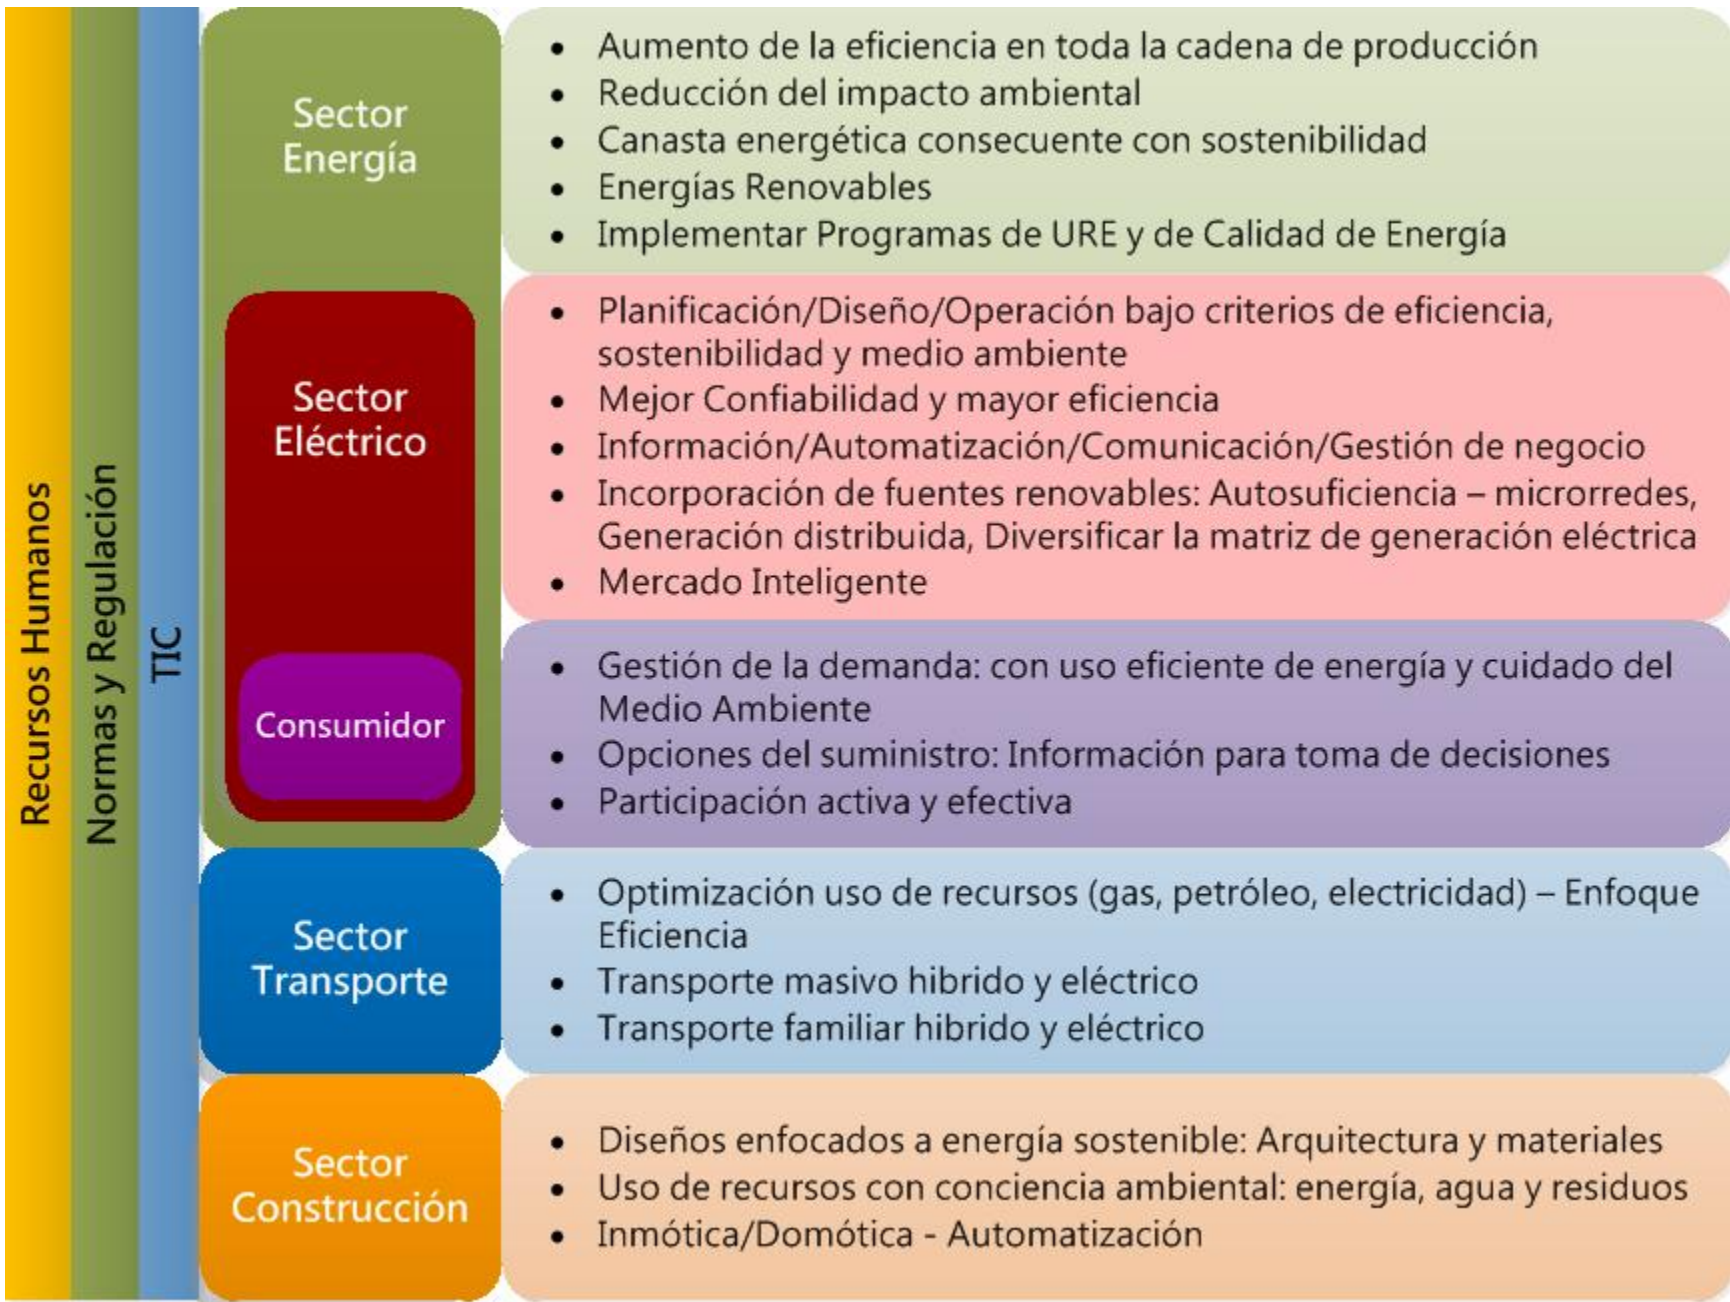 Recursos Humanos
Normas y Regulación
TIC
Sector
Energía
• Aumento de la eficiencia en toda la cadena de producción
• Reducción del impacto ambiental
• Canasta energética consecuente con sostenibilidad
• Energías Renovables
• Implementar Programas de URE y de Calidad de Energía
Sector
Eléctrico
• Planificación/Diseño/Operación bajo criterios de eficiencia,
sostenibilidad y medio ambiente
• Mejor Confiabilidad y mayor eficiencia
• Información/Automatización/Comunicación/Gestión de negocio
• Incorporación de fuentes renovables: Autosuficiencia – microrredes,
Generación distribuida, Diversificar la matriz de generación eléctrica
• Mercado Inteligente
Consumidor
• Gestión de la demanda: con uso eficiente de energía y cuidado del
Medio Ambiente
• Opciones del suministro: Información para toma de decisiones
• Participación activa y efectiva
Sector
Transporte
• Optimización uso de recursos (gas, petróleo, electricidad) – Enfoque
Eficiencia
• Transporte masivo hibrido y eléctrico
• Transporte familiar hibrido y eléctrico
Sector
Construcción
• Diseños enfocados a energía sostenible: Arquitectura y materiales
• Uso de recursos con conciencia ambiental: energía, agua y residuos
• Inmótica/Domótica - Automatización